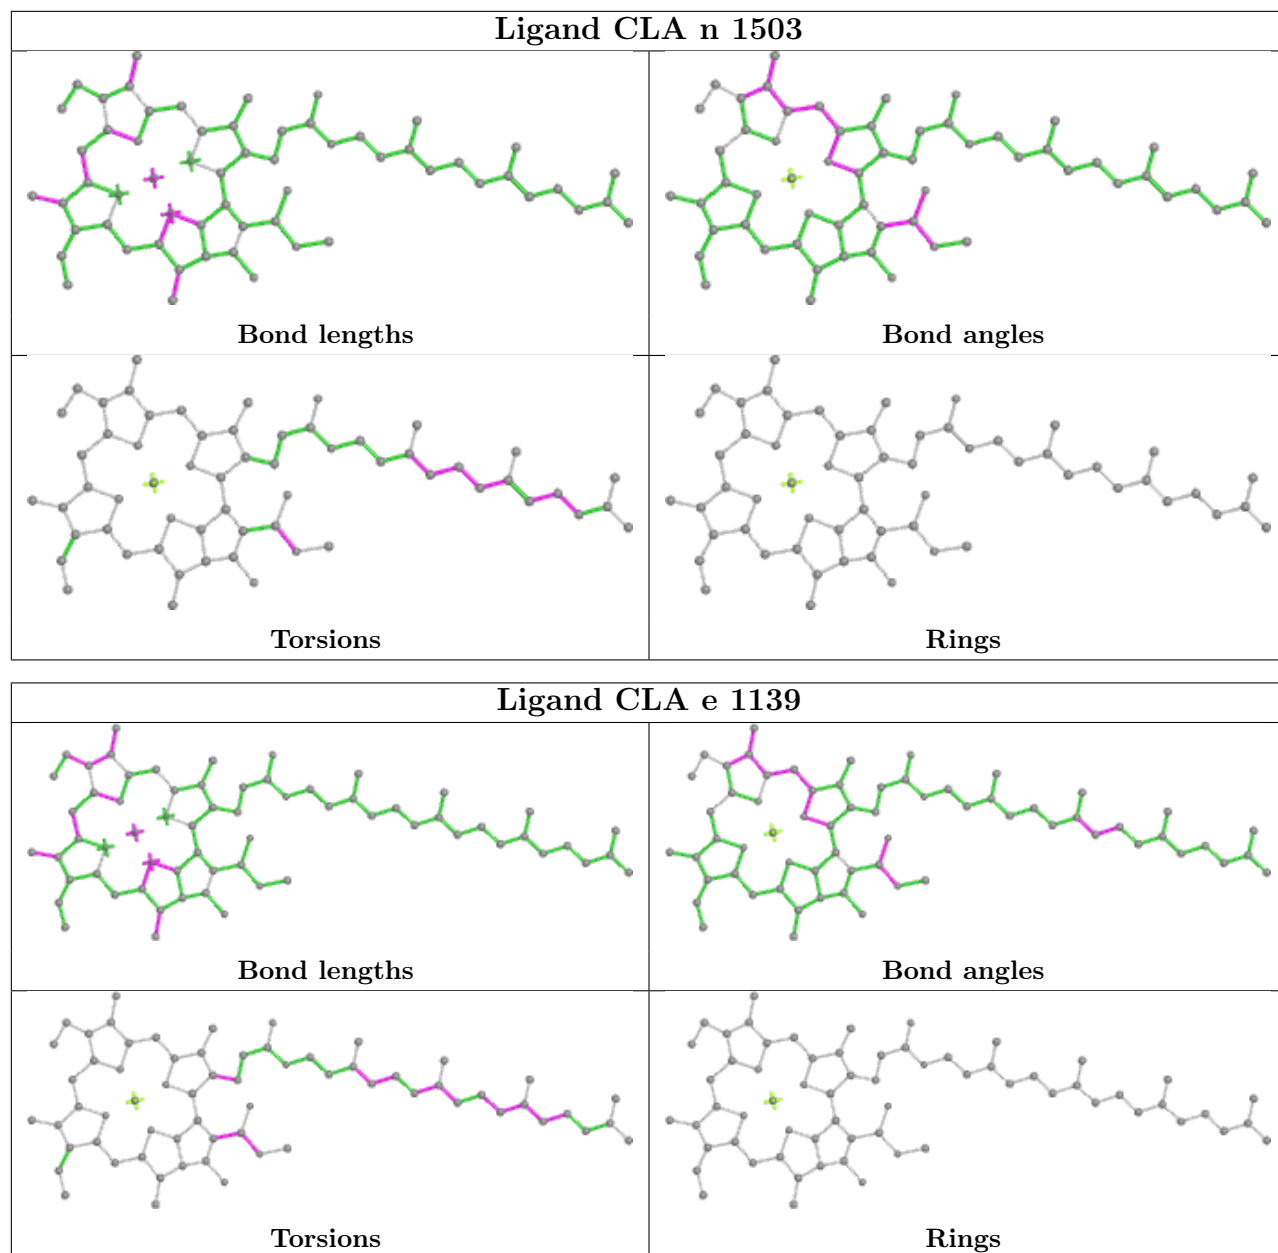 Ligand CLA n 1503
Bond lengths
Bond angles
Torsions
Rings
Ligand CLA e 1139
Bond lengths
Bond angles
Torsions
Rings